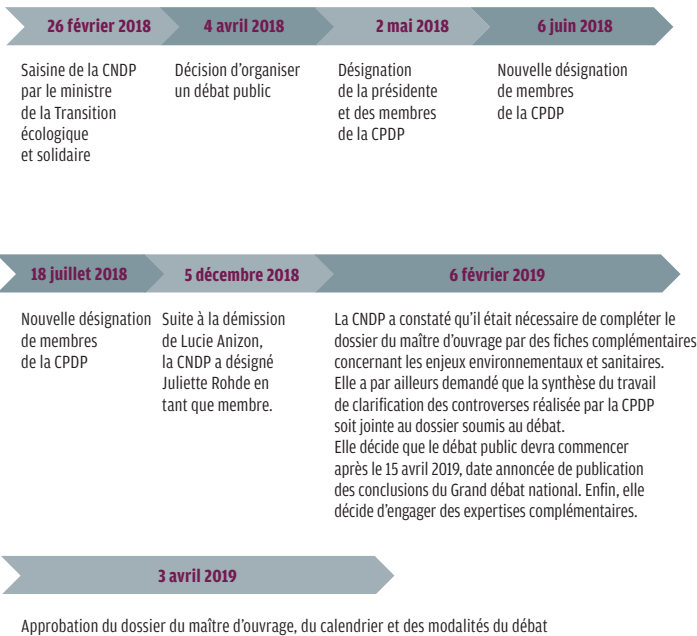 26 février 2018
4 avril 2018
2 mai 2018
6 juin 2018
Saisine de la CNDP
par le ministre
de la Transition
écologique
et solidaire
Décision d'organiser
un débat public
Désignation
de la présidente
et des membres
de la CPDP
Nouvelle désignation
de membres
de la CPDP
18 juillet 2018
5 décembre 2018
6 février 2019
Nouvelle désignation
de membres
de la CPDP
Suite à la démission
de Lucie Anizon,
la CNDP a désigné
Juliette Rohde en
tant que membre.
La CNDP a constaté qu'il était nécessaire de compléter le
dossier du maître d'ouvrage par des fiches complémentaires
concernant les enjeux environnementaux et sanitaires.
Elle a par ailleurs demandé que la synthèse du travail
de clarification des controverses réalisée par la CPDP
soit jointe au dossier soumis au débat.
Elle décide que le débat public devra commencer
après le 15 avril 2019, date annoncée de publication
des conclusions du Grand débat national. Enfin, elle
décide d'engager des expertises complémentaires.
3 avril 2019
Approbation du dossier du maître d'ouvrage, du calendrier et des modalités du débat